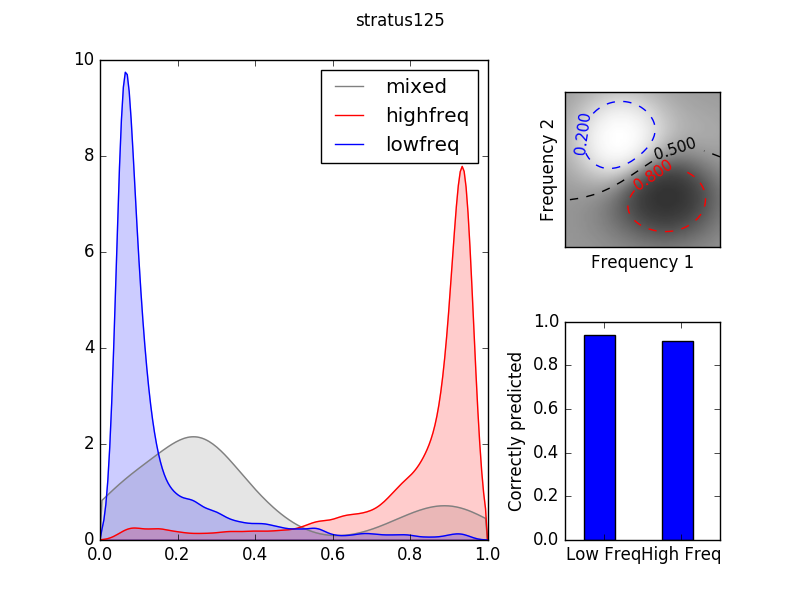 stratus125
10
8
6
4
2
0
0.0 0.2 0.4 0.6 0.8 1.0
mixed
highfreq
lowfreq
Frequency 2
0.200
0.500
0.800
Frequency 1
Correctly predicted
1.0
0.8
0.6
0.4
0.2
0.0
Low Freq High Freq